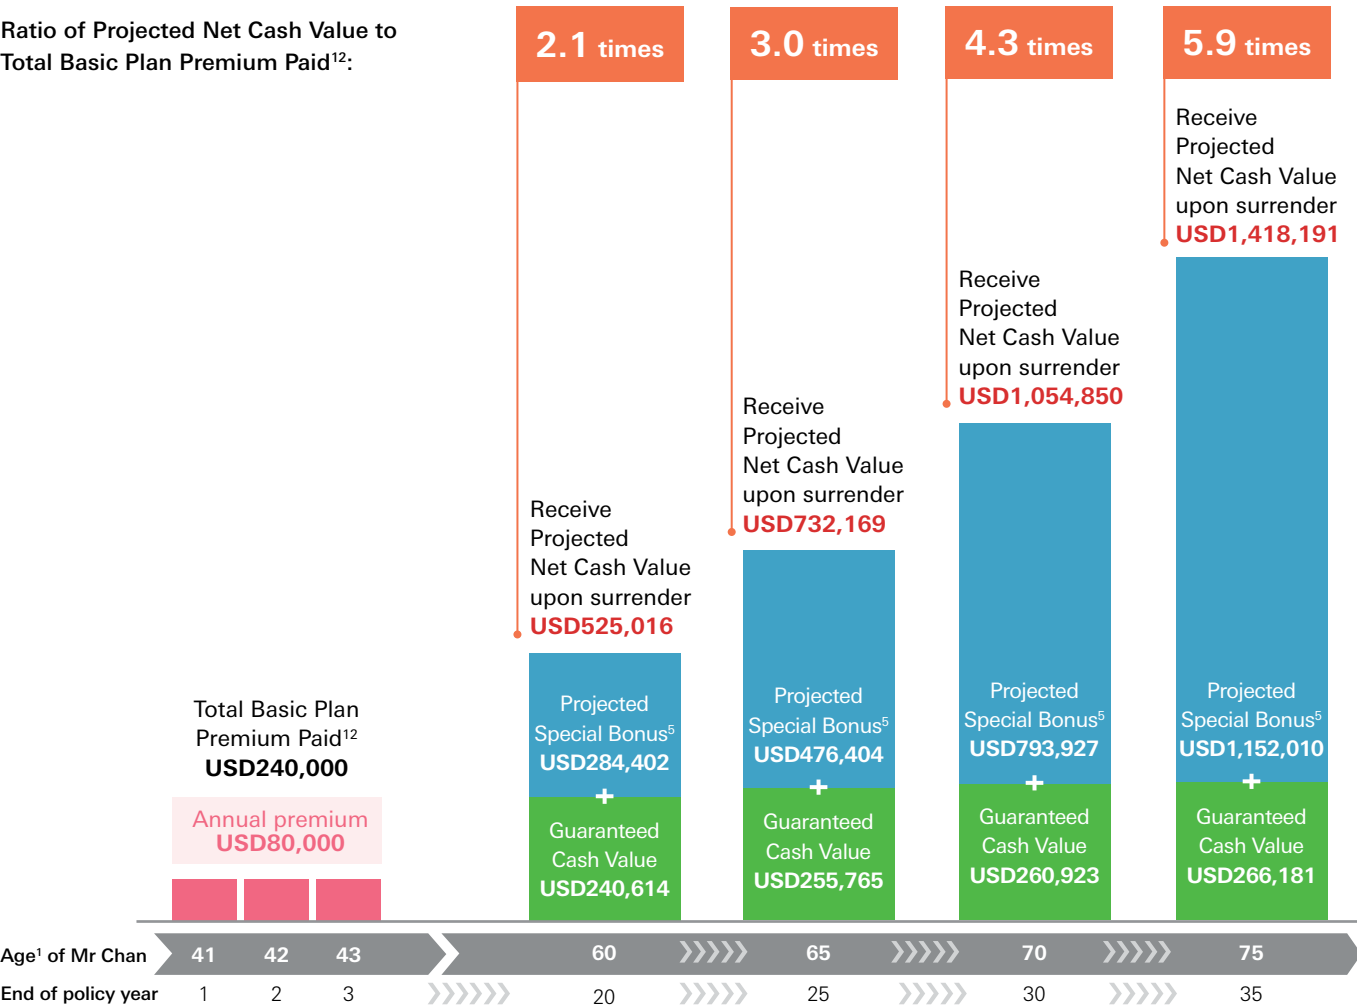 Ratio of Projected Net Cash Value to
Total Basic Plan Premium Paid¹²:
2.1 times
3.0 times
4.3 times
5.9 times
Receive
Projected
Net Cash Value
upon surrender
USD525,016
Receive
Projected
Net Cash Value
upon surrender
USD732,169
Receive
Projected
Net Cash Value
upon surrender
USD1,054,850
Receive
Projected
Net Cash Value
upon surrender
USD1,418,191
Total Basic Plan
Premium Paid¹²
USD240,000
Annual premium
USD80,000
Projected
Special Bonus⁵
USD284,402
+
Guaranteed
Cash Value
USD240,614
Projected
Special Bonus⁵
USD476,404
+
Guaranteed
Cash Value
USD255,765
Projected
Special Bonus⁵
USD793,927
+
Guaranteed
Cash Value
USD260,923
Projected
Special Bonus⁵
USD1,152,010
+
Guaranteed
Cash Value
USD266,181
Age¹ of Mr Chan 41 42 43 60 65 70 75
End of policy year 1 2 3 20 25 30 35